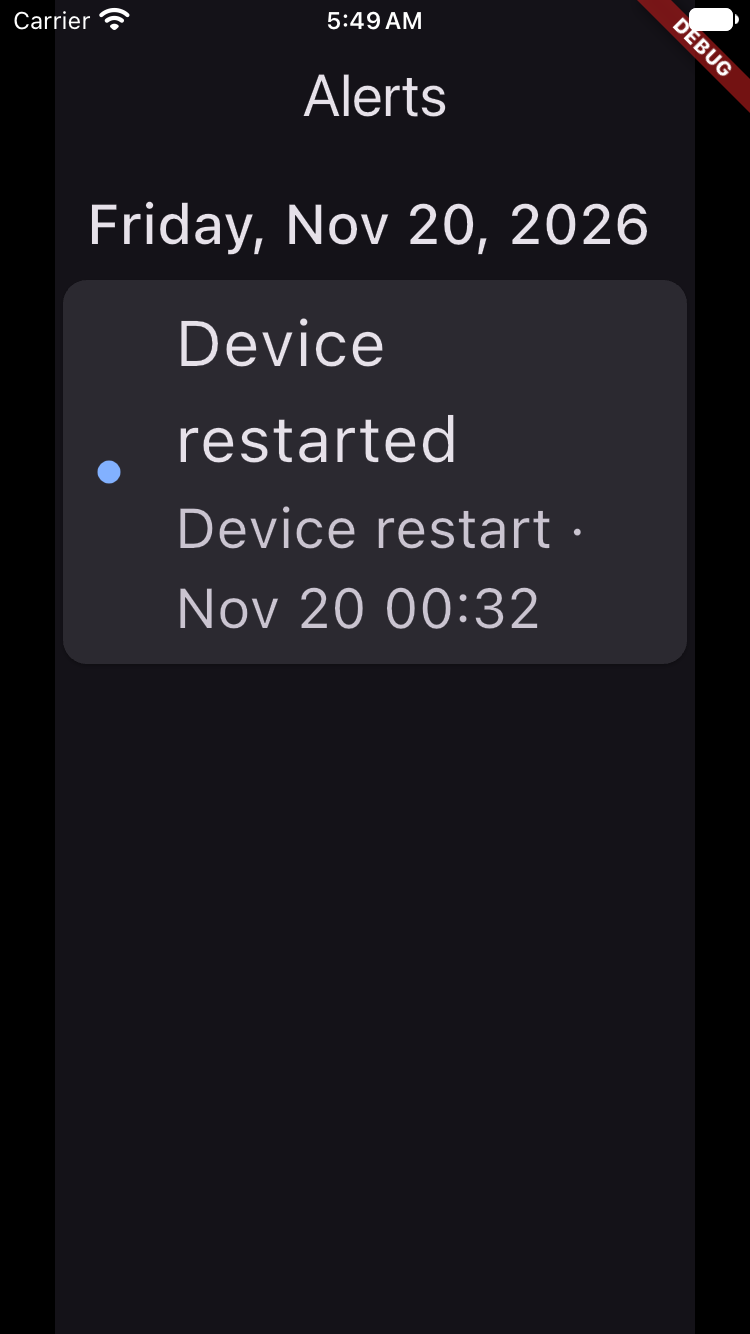 Carrier 5:49 AM
DEBUG
Alerts
Friday, Nov 20, 2026
Device
restarted
Device restart ·
Nov 20 00:32